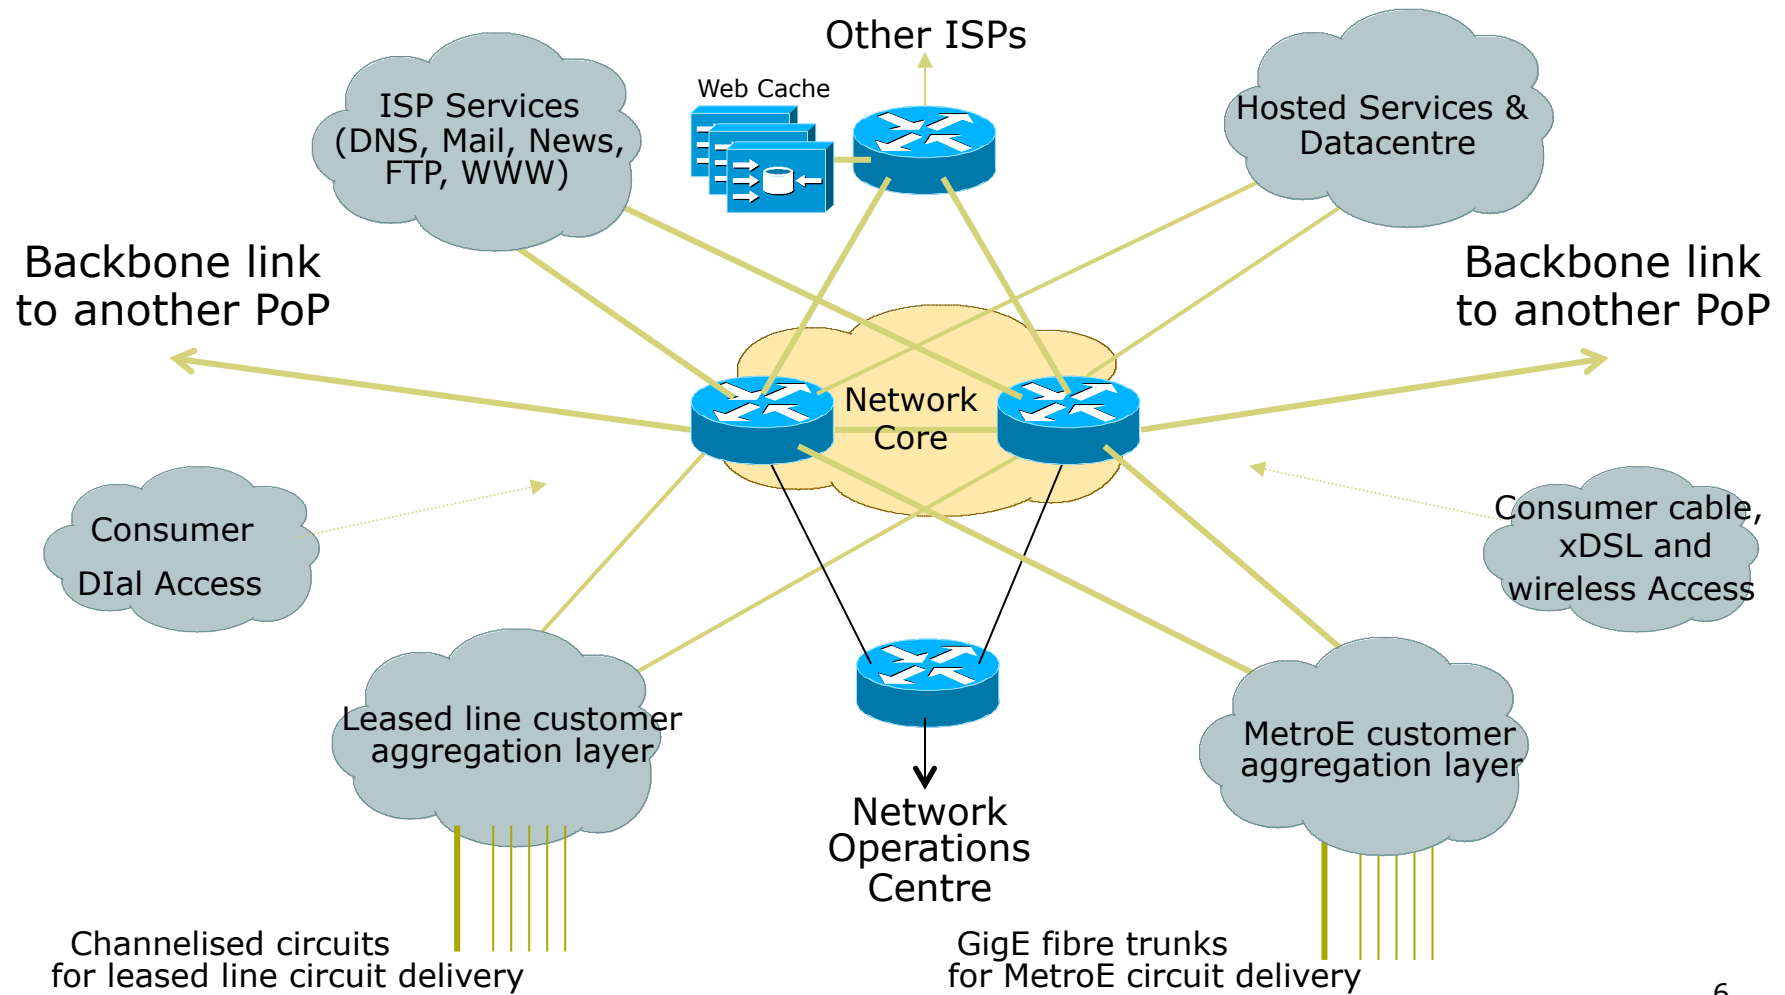 Other ISPs
Web Cache
ISP Services
(DNS, Mail, News,
FTP, WWW)
Hosted Services &
Datacentre
Backbone link
to another PoP
Backbone link
to another PoP
Network
Core
Consumer
DIal Access
Consumer cable,
xDSL and
wireless Access
Leased line customer
aggregation layer
MetroE customer
aggregation layer
Network
Operations
Centre
Channelised circuits
for leased line circuit delivery
GigE fibre trunks
for MetroE circuit delivery
6